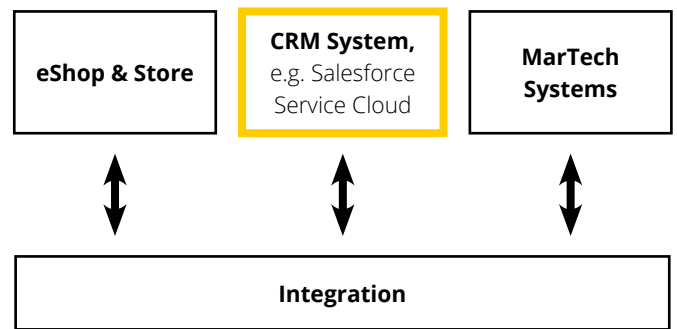 eShop & Store
CRM System,
e.g. Salesforce
Service Cloud
MarTech
Systems
Integration